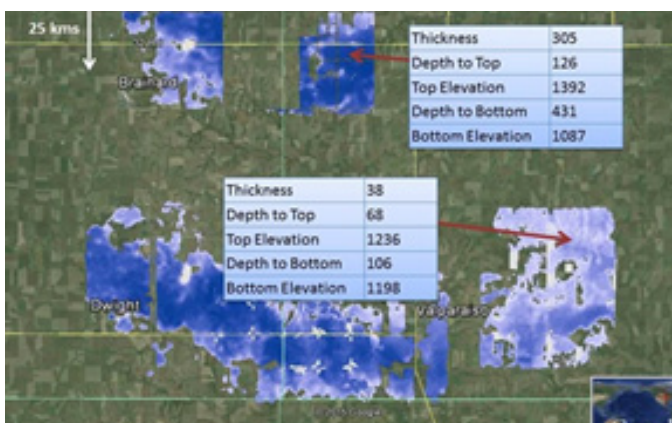 25 kms
Thickness 305
Depth to Top 126
Top Elevation 1392
Depth to Bottom 431
Bottom Elevation 1087
Brainard
Thickness 38
Depth to Top 68
Top Elevation 1236
Depth to Bottom 106
Bottom Elevation 1198
Dwight
Valparaiso